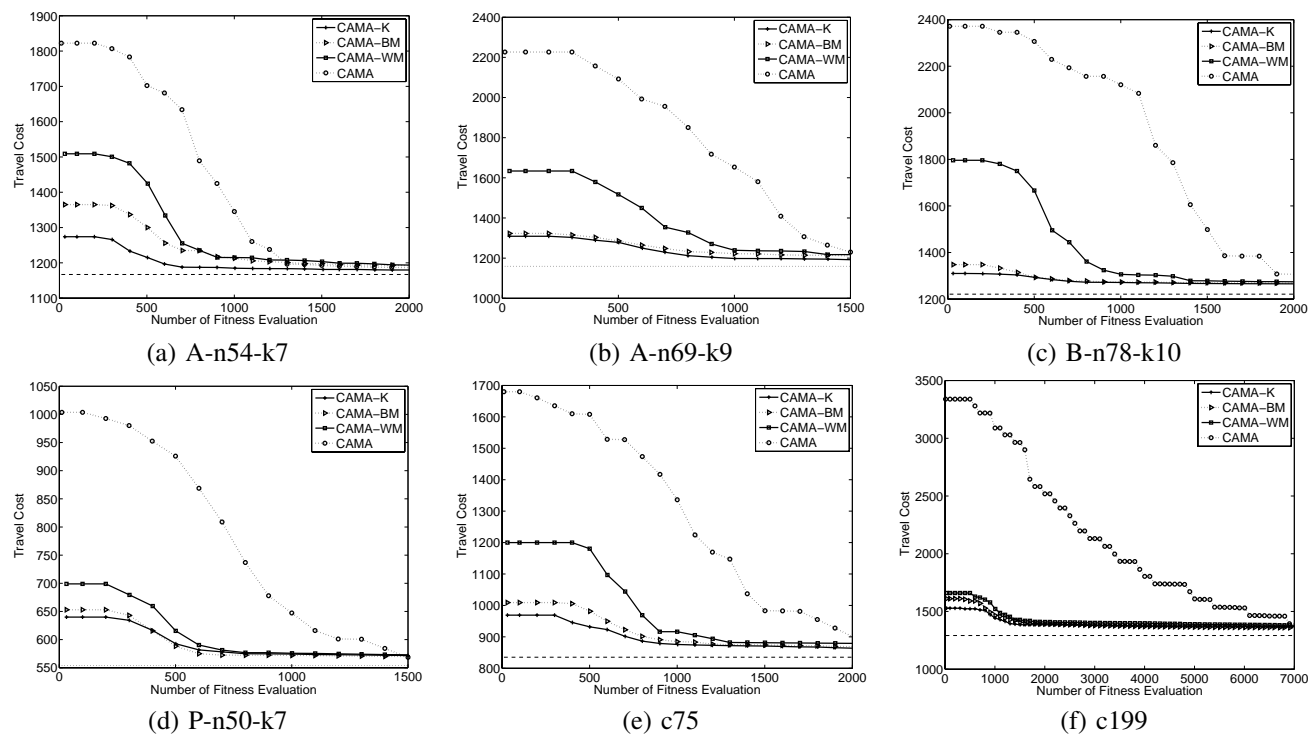 1900
1800
1700
1600
1500
1400
1300
1200
1100
Travel Cost
CAMA-K
CAMA-BM
CAMA-WM
CAMA
0 500 1000 1500 2000
Number of Fitness Evaluation
(a) A-n54-k7
2400
2200
2000
1800
1600
1400
1200
1000
Travel Cost
CAMA-K
CAMA-BM
CAMA-WM
CAMA
0 500 1000 1500
Number of Fitness Evaluation
(b) A-n69-k9
2400
2200
2000
1800
1600
1400
1200
Travel Cost
CAMA-K
CAMA-BM
CAMA-WM
CAMA
0 500 1000 1500 2000
Number of Fitness Evaluation
(c) B-n78-k10
1050
1000
950
900
850
800
750
700
650
600
550
Travel Cost
CAMA-K
CAMA-BM
CAMA-WM
CAMA
0 500 1000 1500
Number of Fitness Evaluation
(d) P-n50-k7
1700
1600
1500
1400
1300
1200
1100
1000
900
800
Travel Cost
CAMA-K
CAMA-BM
CAMA-WM
CAMA
0 500 1000 1500 2000
Number of Fitness Evaluation
(e) c75
3500
3000
2500
2000
1500
1000
Travel Cost
CAMA-K
CAMA-BM
CAMA-WM
CAMA
0 1000 2000 3000 4000 5000 6000 7000
Number of Fitness Evaluation
(f) c199